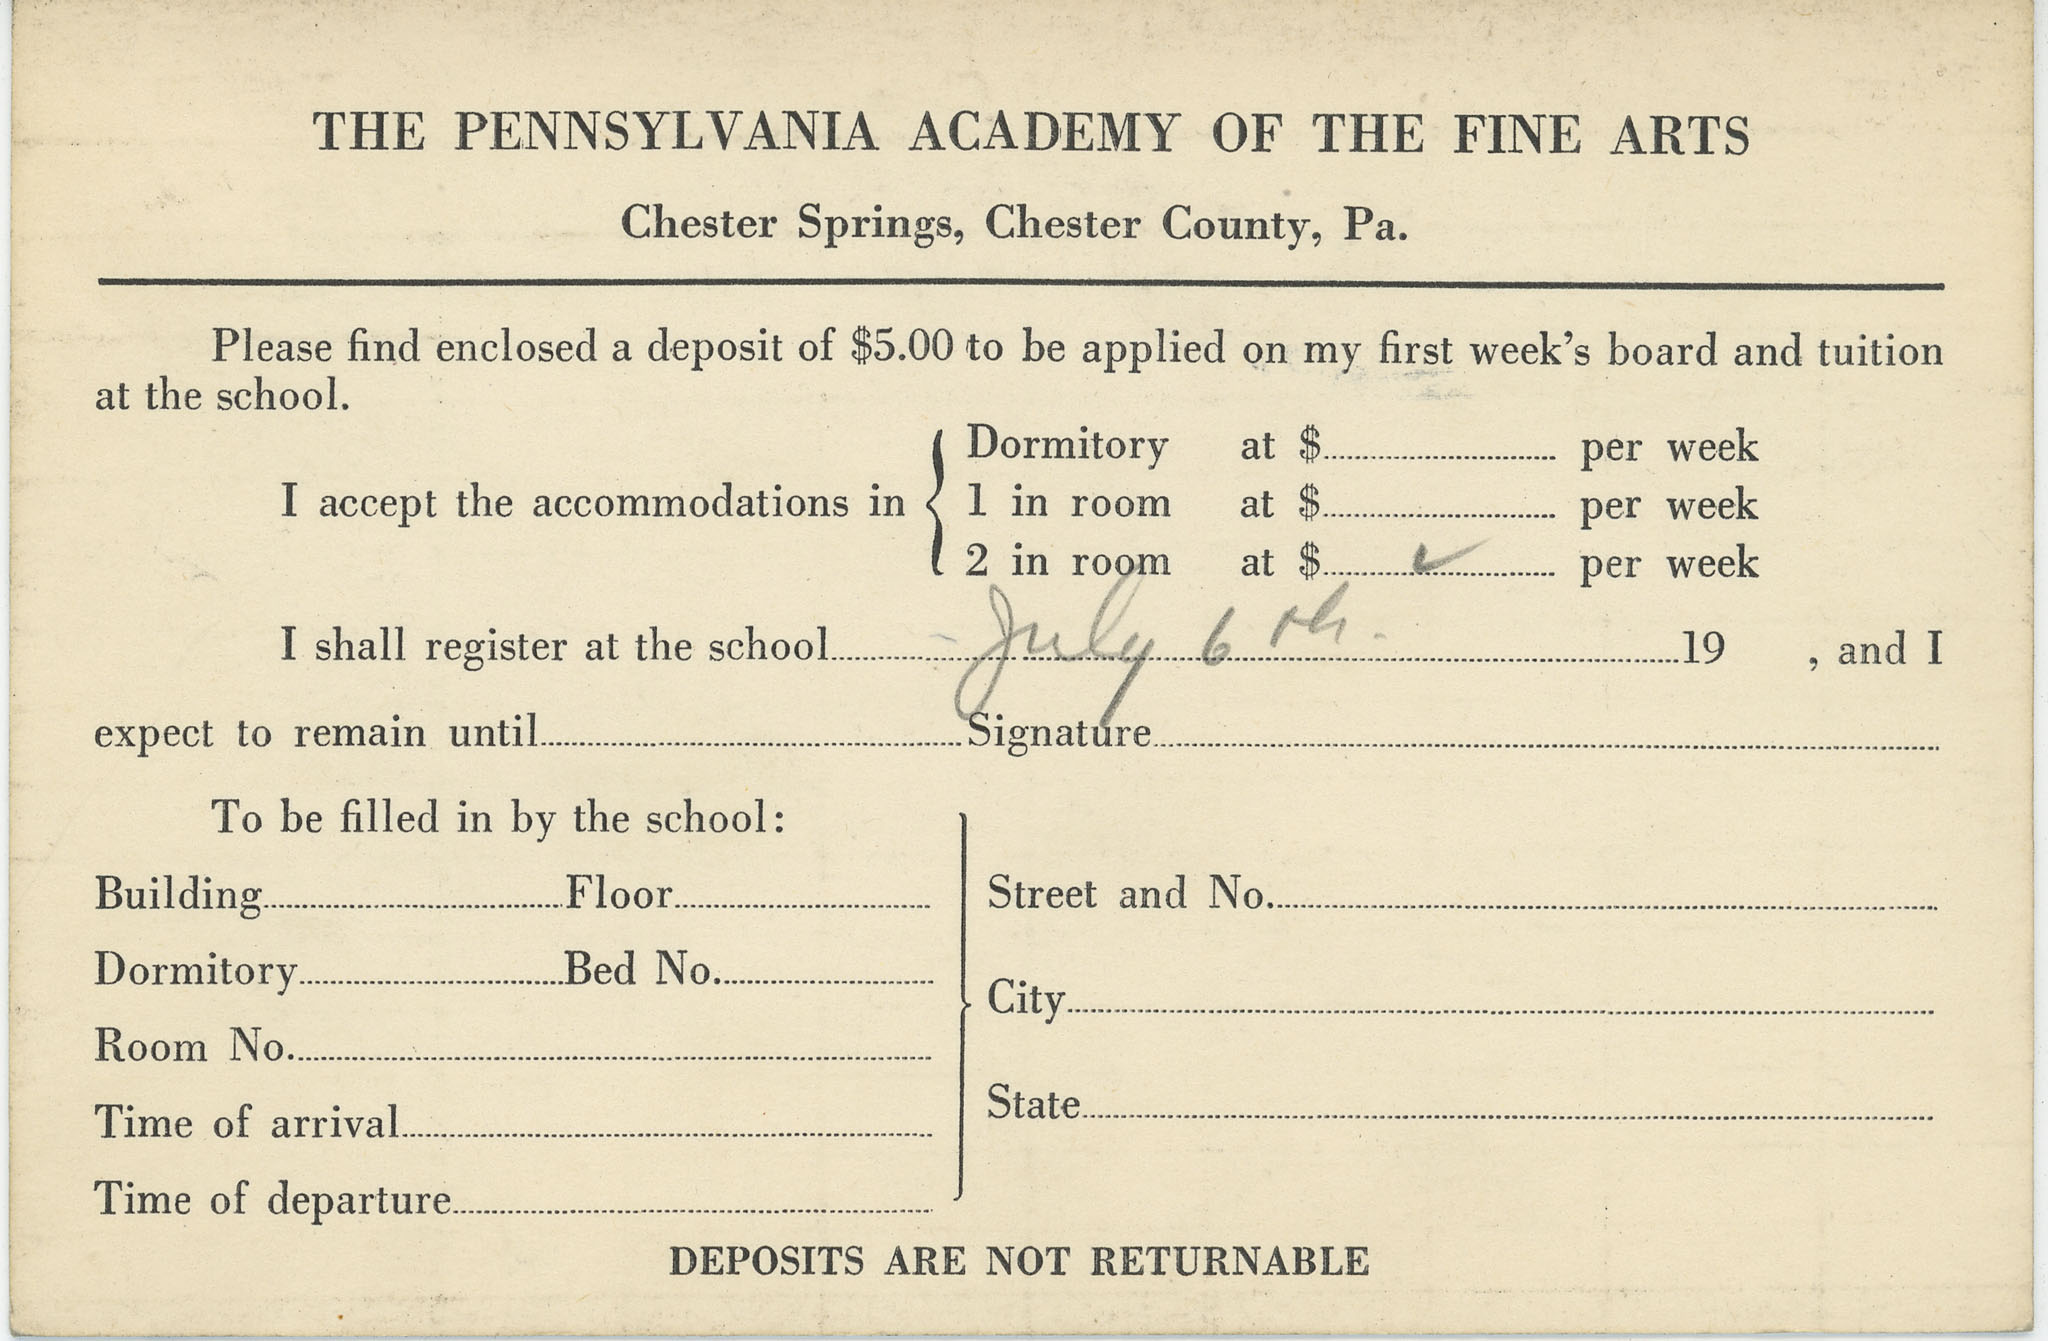 THE PENNSYLVANIA ACADEMY OF THE FINE ARTS
Chester Springs, Chester County, Pa.
Please find enclosed a deposit of $5.00 to be applied on my first week's board and tuition
at the school.
I accept the accommodations in
Dormitory at $ per week
1 in room at $ per week
2 in room at $ ✓ per week
I shall register at the school July 6th. 19 , and I
expect to remain until Signature
To be filled in by the school:
Building Floor
Dormitory Bed No.
Room No.
Time of arrival
Time of departure
Street and No.
City
State
DEPOSITS ARE NOT RETURNABLE